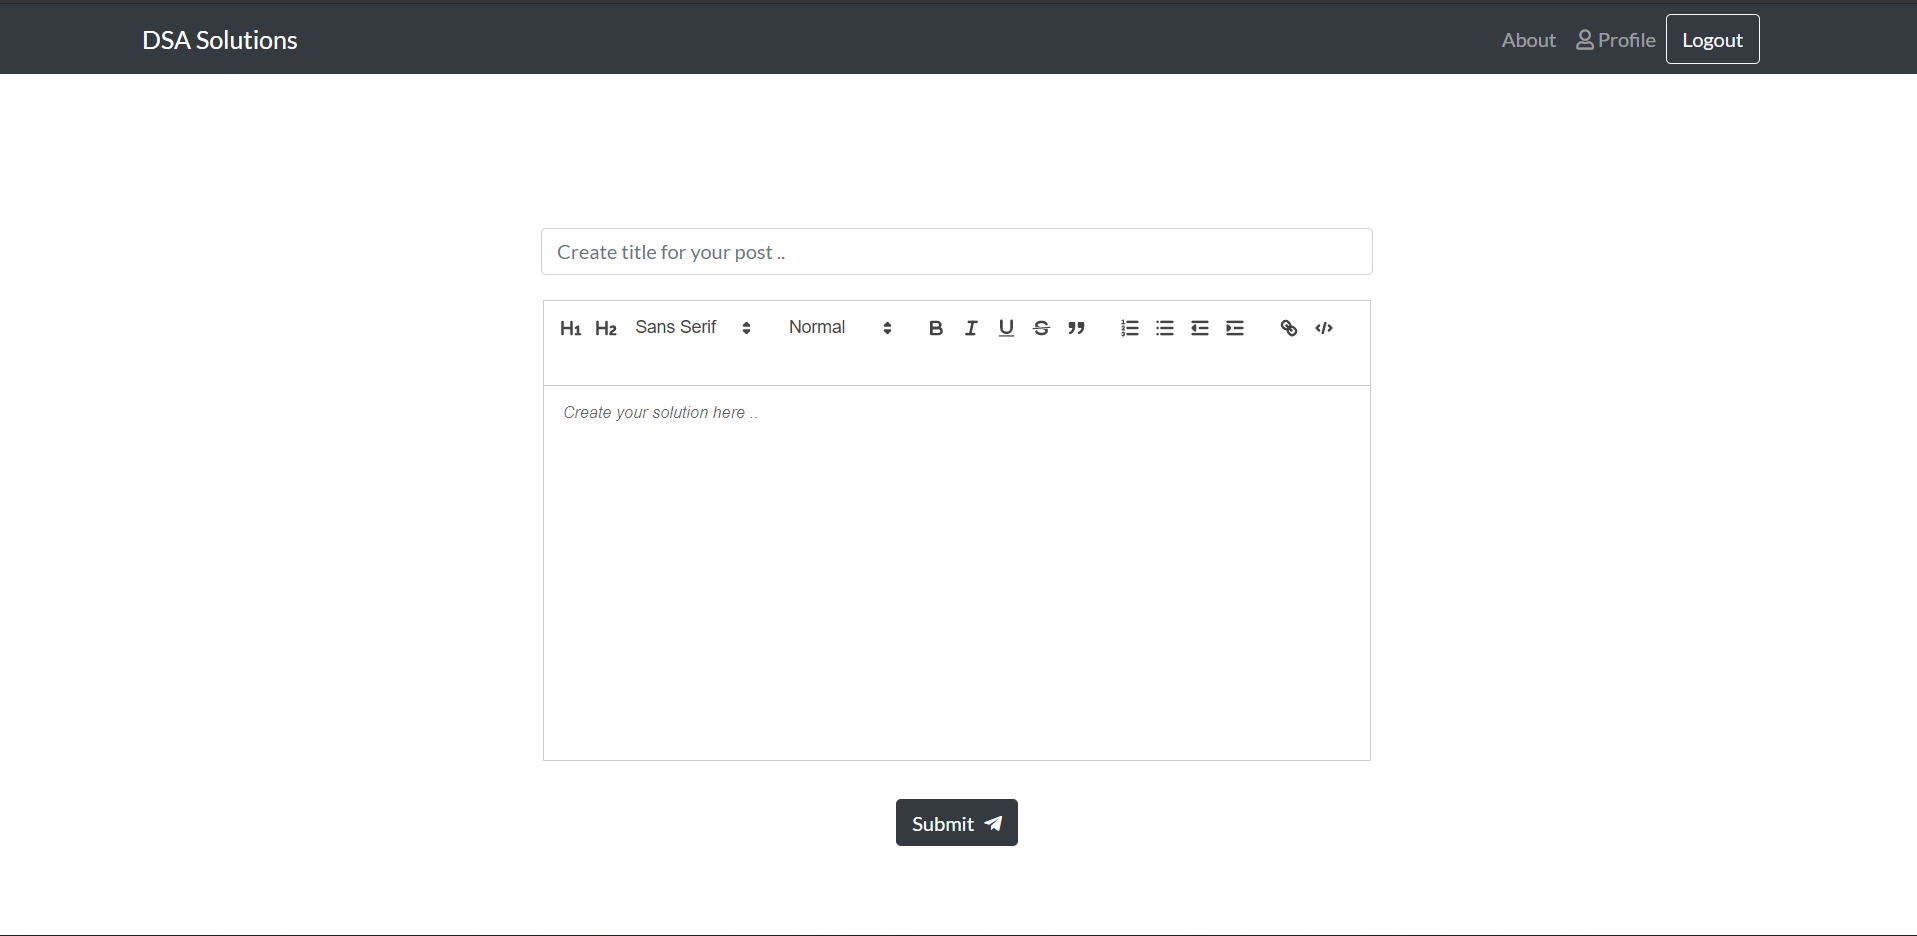 DSA Solutions About Profile Logout
Create title for your post ..
H1 H2 Sans Serif Normal B I U S
Create your solution here ..
Submit